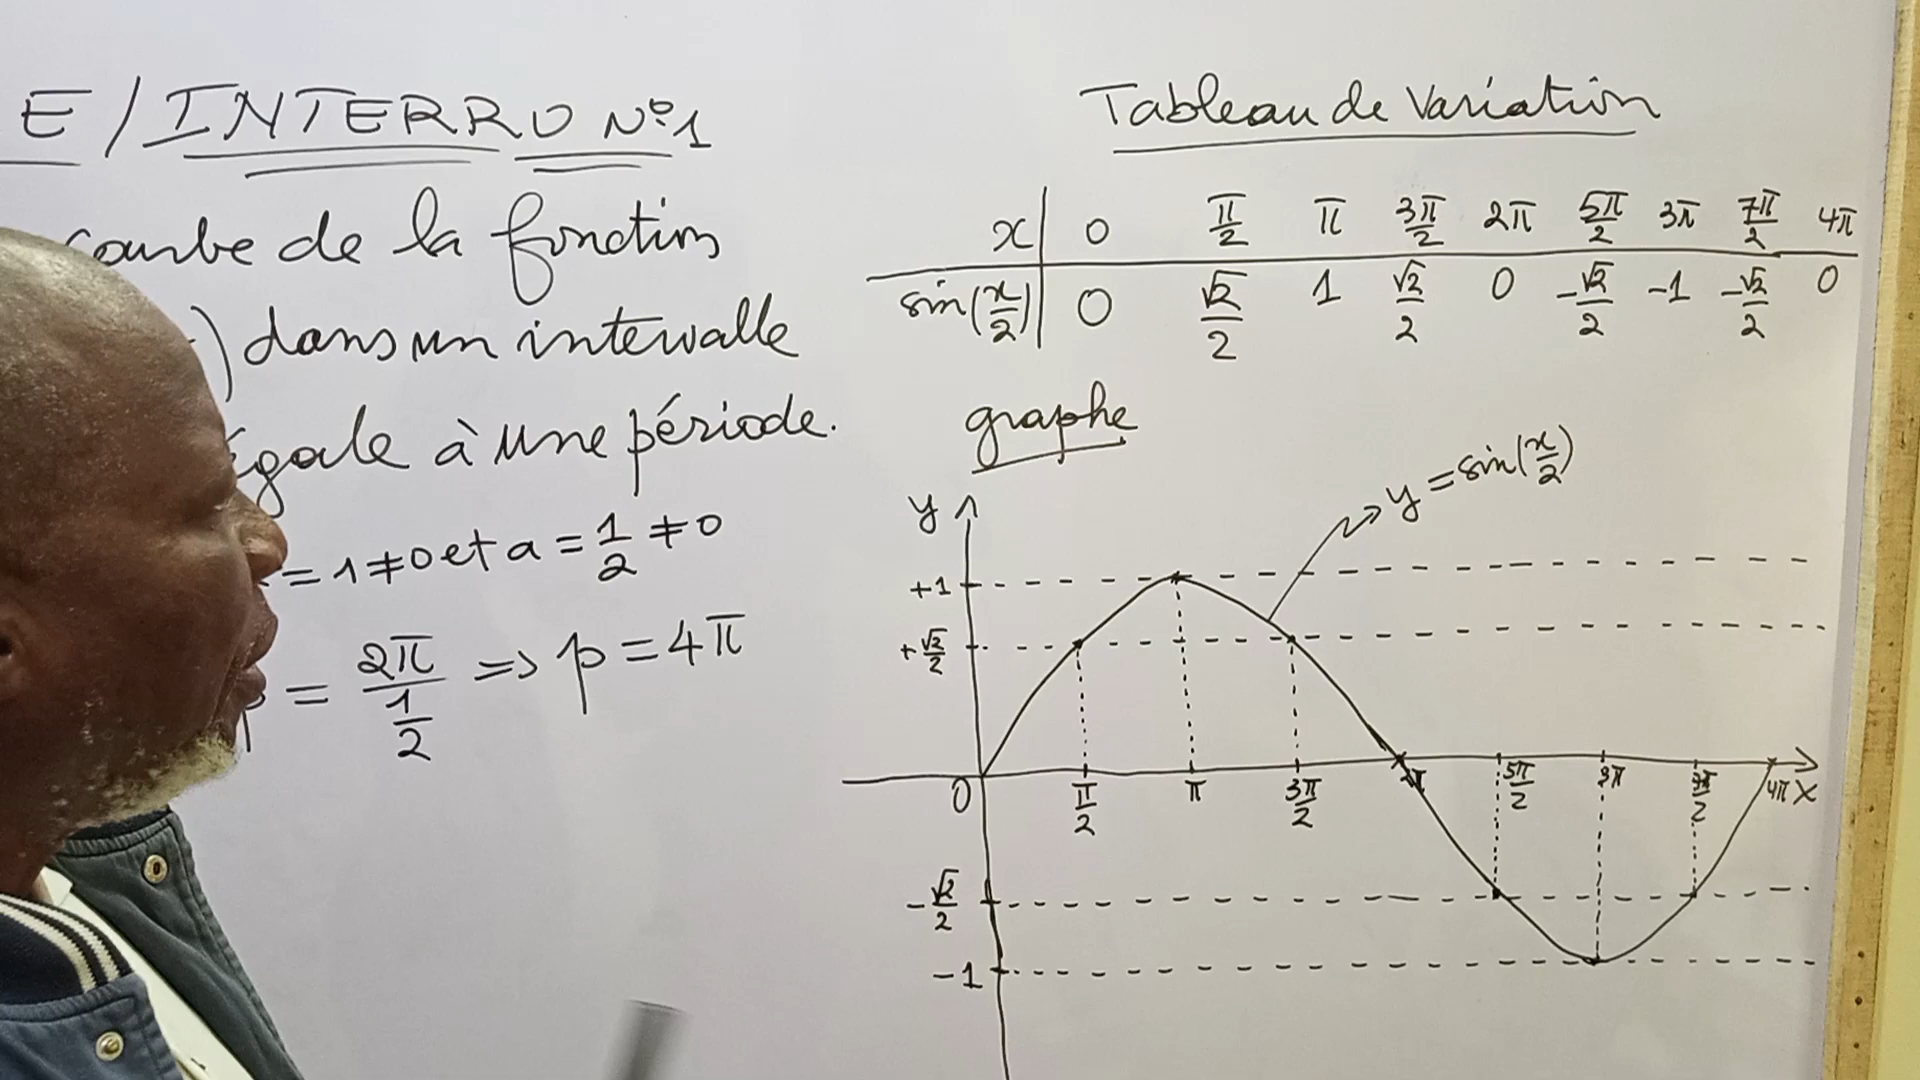 E / INTERRO N°1
courbe de la fonction
) dans un intervalle
égale à une période.
= 1 ≠ 0 et a = 1/2 ≠ 0
p = 2π/(1/2) => p = 4π
Tableau de Variation
x | 0 π/2 π 3π/2 2π 5π/2 3π 7π/2 4π
sin(x/2) | 0 √2/2 1 √2/2 0 -√2/2 -1 -√2/2 0
graphe
y = sin(x/2)
y
+1
+√2/2
0 π/2 π 3π/2 2π 5π/2 3π 7π/2 4π x
-√2/2
-1